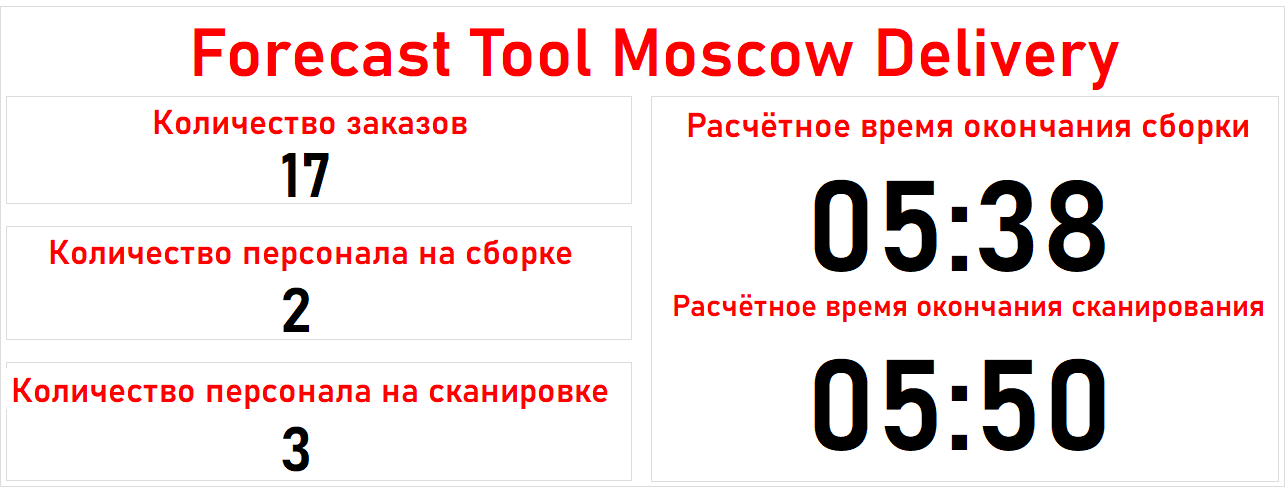 Forecast Tool Moscow Delivery
Количество заказов
17
Количество персонала на сборке
2
Количество персонала на сканировке
3
Расчётное время окончания сборки
05:38
Расчётное время окончания сканирования
05:50